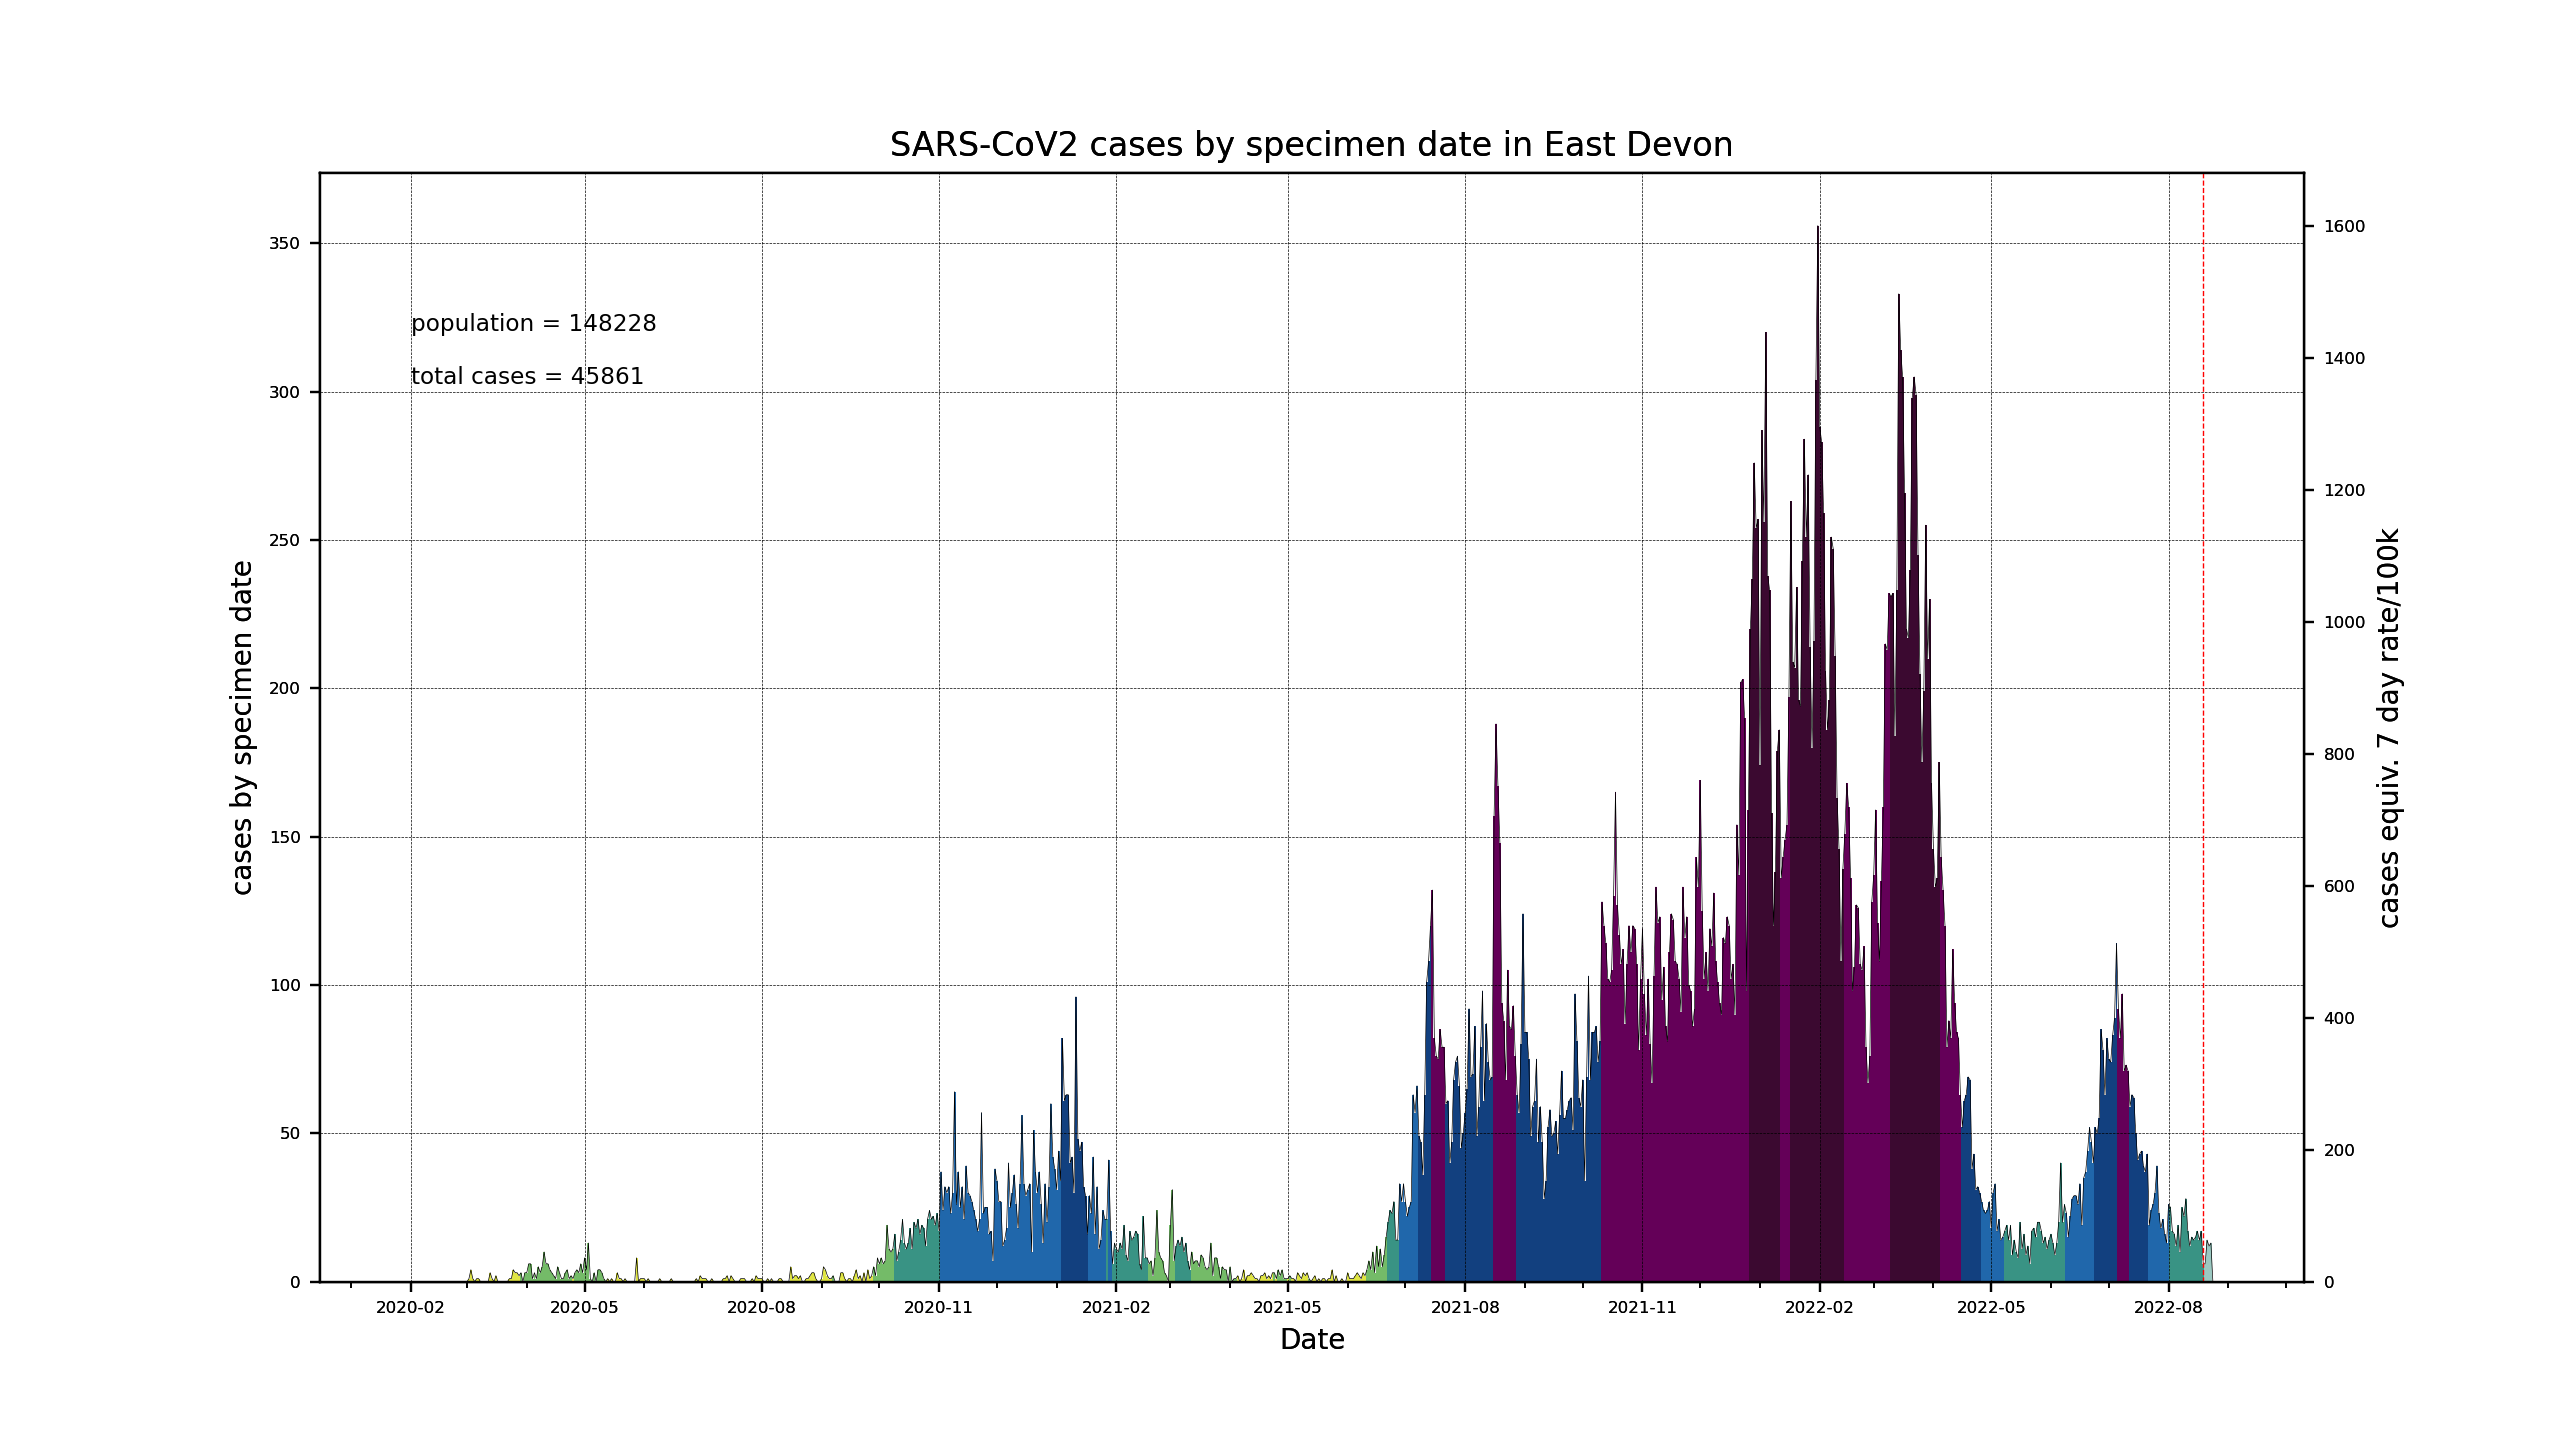 SARS-CoV2 cases by specimen date in East Devon
population = 148228
total cases = 45861
cases by specimen date
350
300
250
200
150
100
50
0
1600
1400
1200
1000
800
600
400
200
0
cases equiv. 7 day rate/100k
2020-02 2020-05 2020-08 2020-11 2021-02 2021-05 2021-08 2021-11 2022-02 2022-05 2022-08
Date